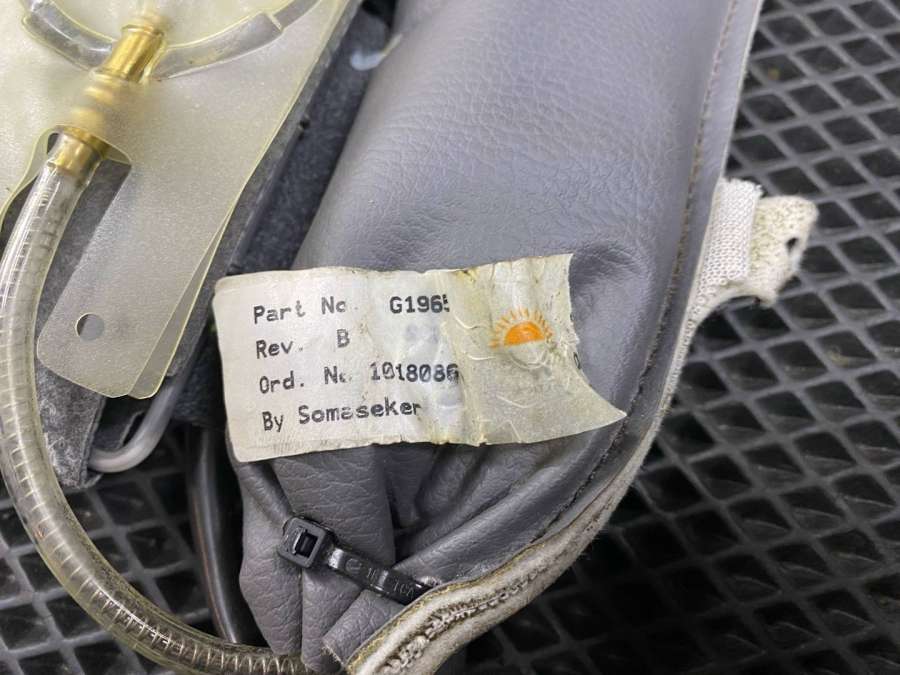 Part No. G1965
Rev. B
Ord. No. 1018086
By Somaseker